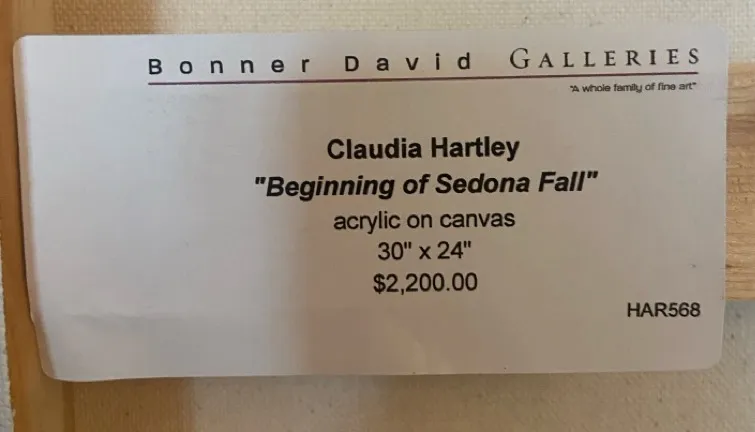 Bonner David GALLERIES
"A whole family of fine art"
Claudia Hartley
"Beginning of Sedona Fall"
acrylic on canvas
30" x 24"
$2,200.00
HAR568